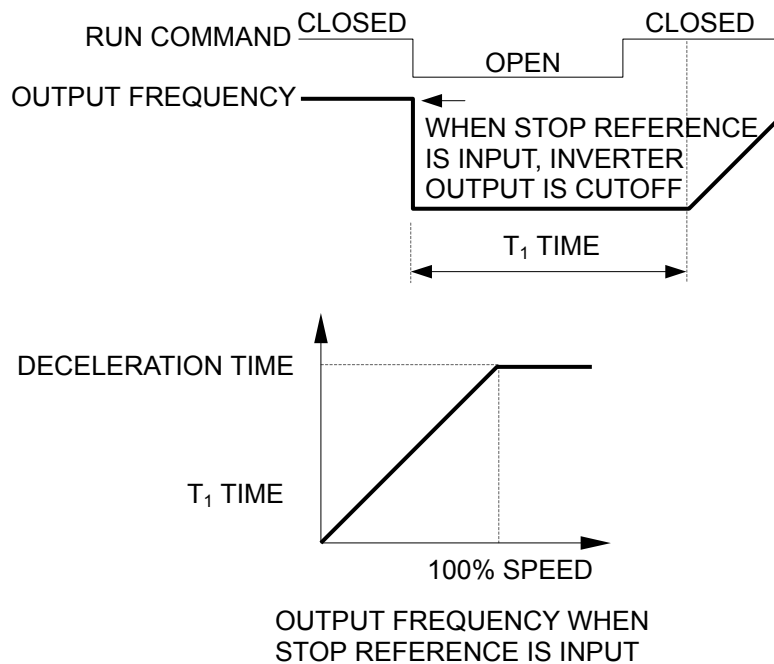 CLOSED
CLOSED
RUN COMMAND
OPEN
OUTPUT FREQUENCY
WHEN STOP REFERENCE
IS INPUT, INVERTER
OUTPUT IS CUTOFF
T₁ TIME
DECELERATION TIME
T₁ TIME
100% SPEED
OUTPUT FREQUENCY WHEN
STOP REFERENCE IS INPUT